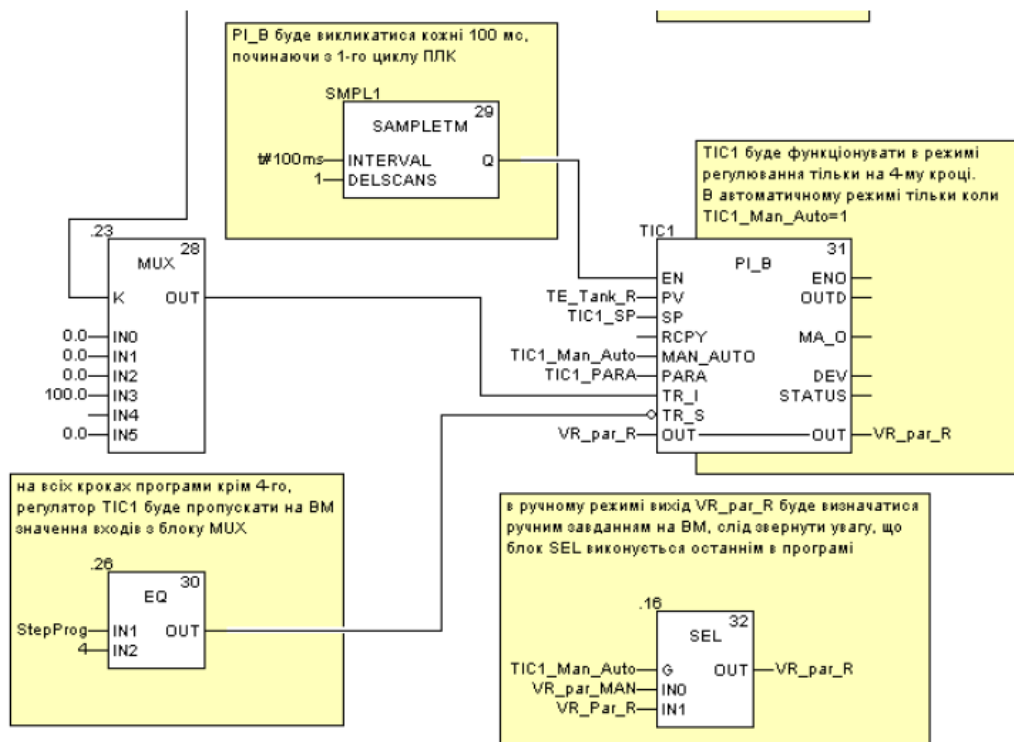 РІ_В буде викликатися кожні 100 мс,
починаючи з 1-го циклу ПЛК
SMPL1
29
SAMPLETM
t#100ms INTERVAL Q
1 DELSCANS
TIC1 буде функціонувати в режимі
регулювання тільки на 4-му кроці.
В автоматичному режимі тільки коли
TIC1_Man_Auto=1
.23
28
MUX
K OUT
0.0 IN0
0.0 IN1
0.0 IN2
100.0 IN3
IN4
0.0 IN5
TIC1
31
PI_B
EN ENO
TE_Tank_R PV OUTD
TIC1_SP SP
RCPY MA_O
TIC1_Man_Auto MAN_AUTO
TIC1_PARA PARA DEV
TR_I STATUS
TR_S
VR_par_R OUT OUT VR_par_R
на всіх кроках програми крім 4-го,
регулятор TIC1 буде пропускати на ВМ
значення входів з блоку MUX
.26
30
EQ
StepProg IN1 OUT
4 IN2
в ручному режимі вихід VR_par_R буде визначатися
ручним завданням на ВМ, слід звернути увагу, що
блок SEL виконується останнім в програмі
.16
32
SEL
TIC1_Man_Auto G OUT VR_par_R
VR_par_MAN IN0
VR_Par_R IN1